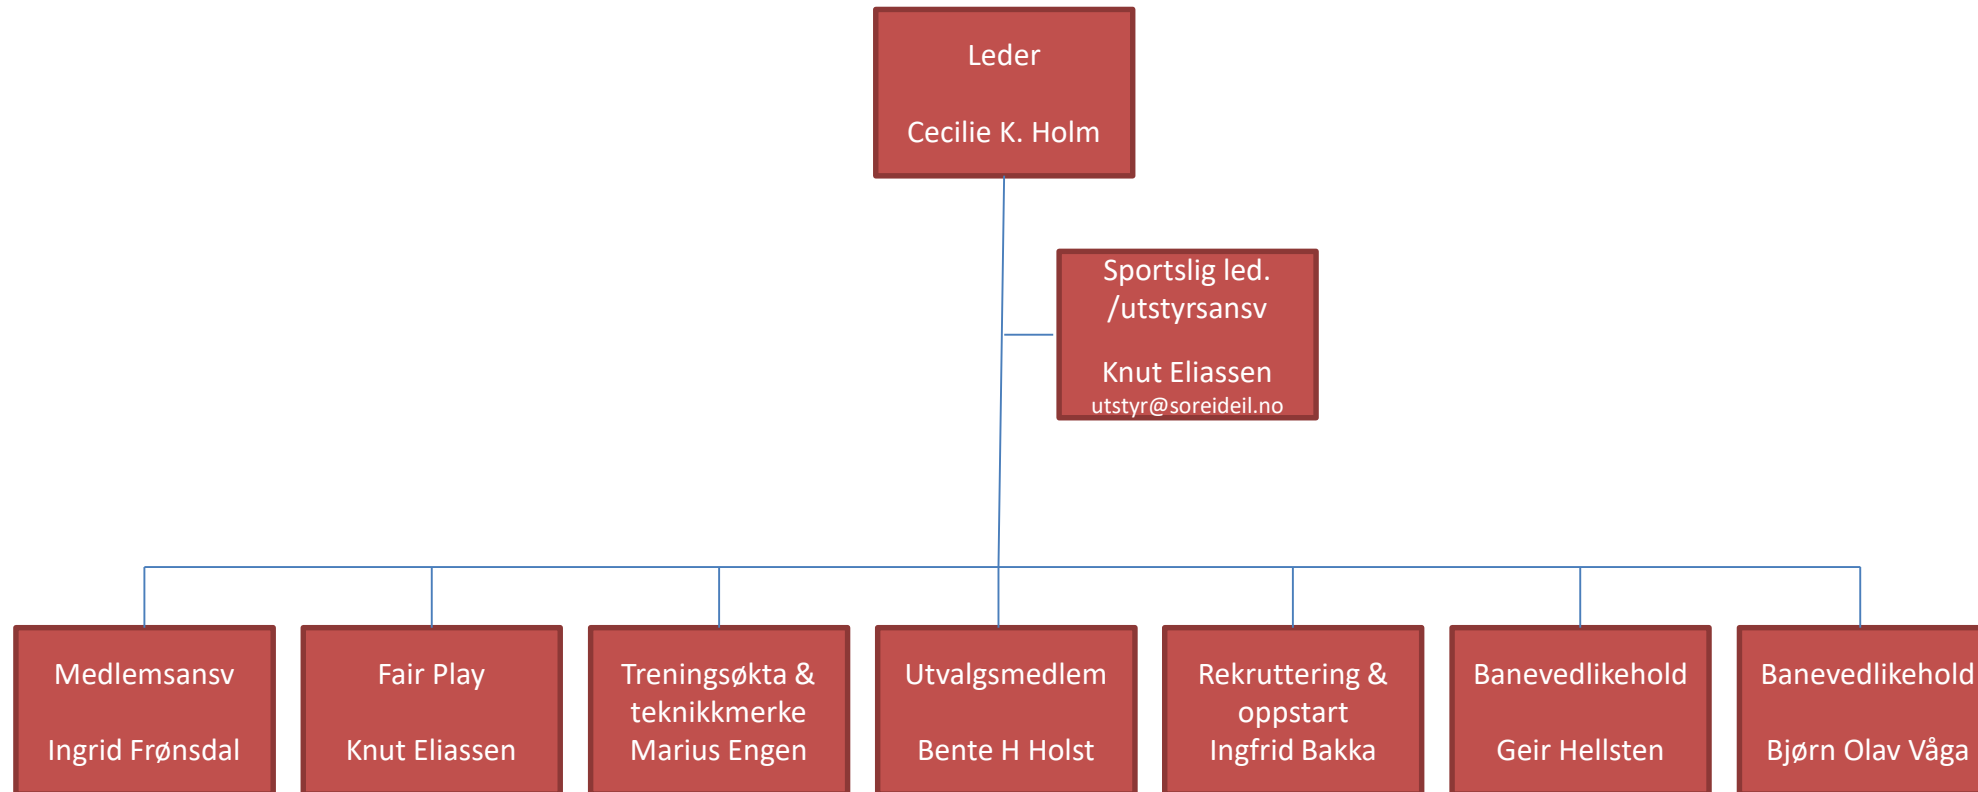 Leder
Cecilie K. Holm
Sportslig led.
/utstyrsansv
Knut Eliassen
utstyr@soreideil.no
Medlemsansv
Ingrid Frønsdal
Fair Play
Knut Eliassen
Treningsøkta &
teknikkmerke
Marius Engen
Utvalgsmedlem
Bente H Holst
Rekruttering &
oppstart
Ingfrid Bakka
Banevedlikehold
Geir Hellsten
Banevedlikehold
Bjørn Olav Våga